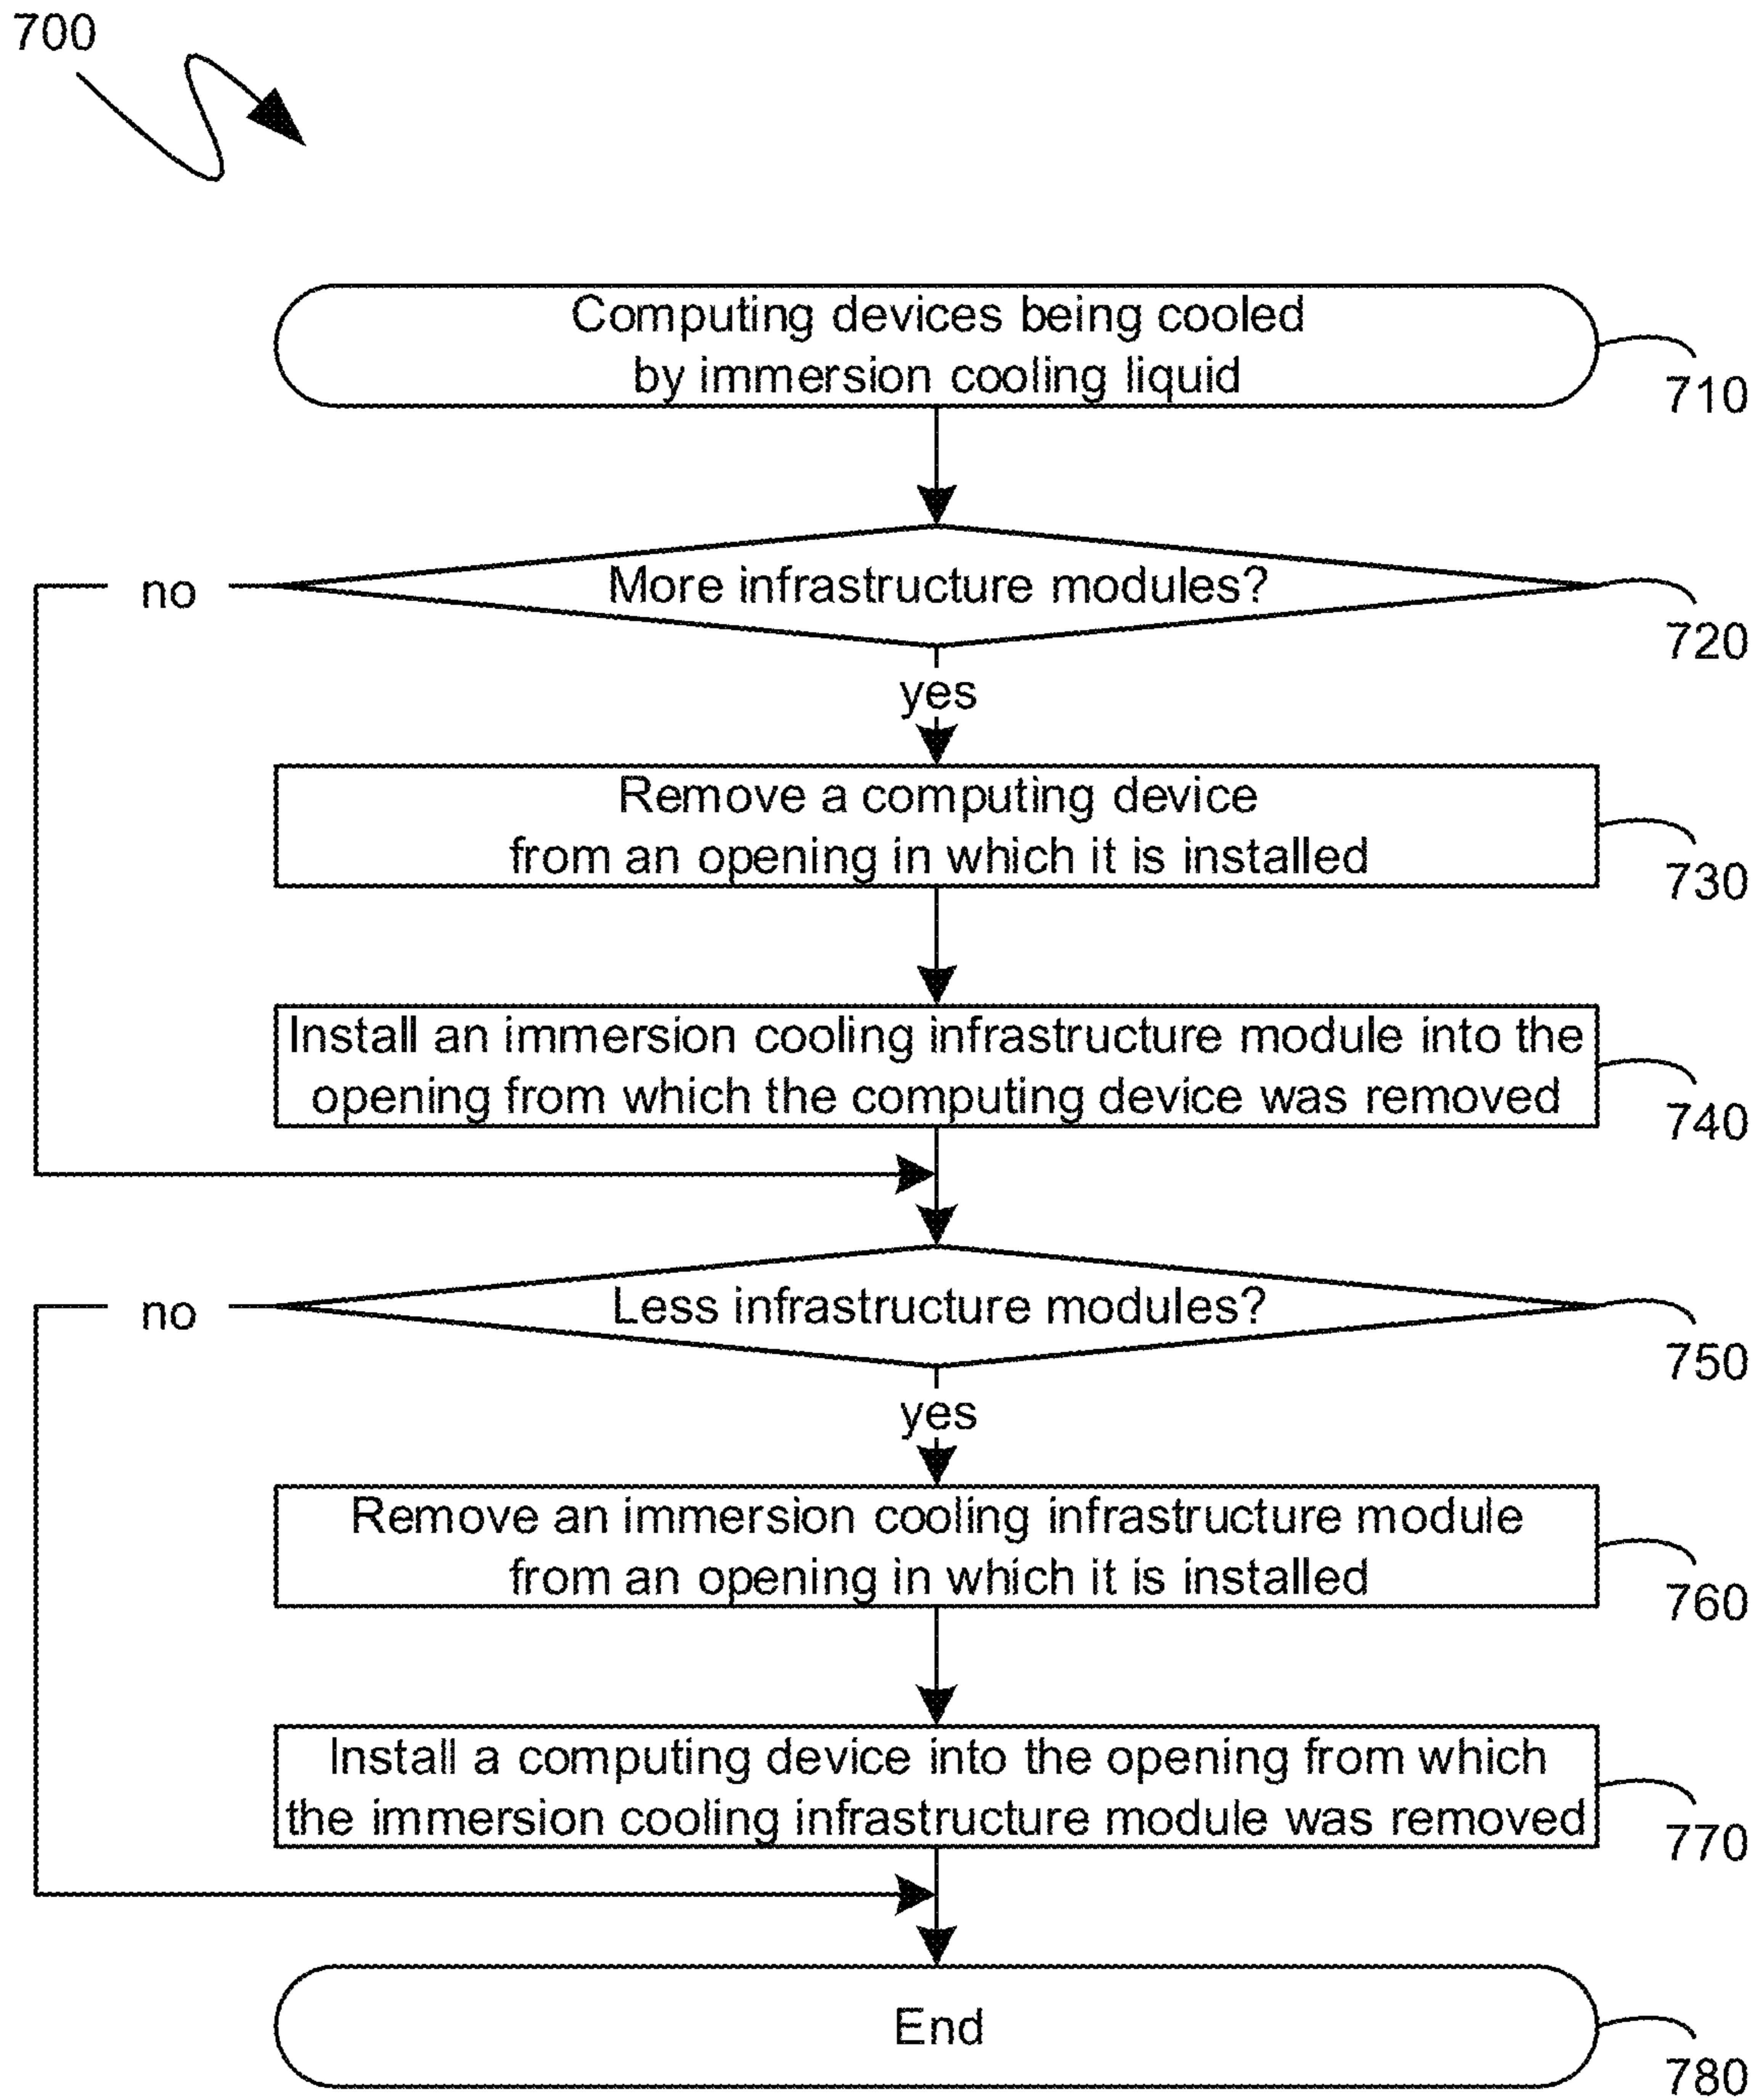 700
Computing devices being cooled
by immersion cooling liquid
710
More infrastructure modules?
no
720
yes
Remove a computing device
from an opening in which it is installed
730
Install an immersion cooling infrastructure module into the
opening from which the computing device was removed
740
Less infrastructure modules?
no
750
yes
Remove an immersion cooling infrastructure module
from an opening in which it is installed
760
Install a computing device into the opening from which
the immersion cooling infrastructure module was removed
770
End
780